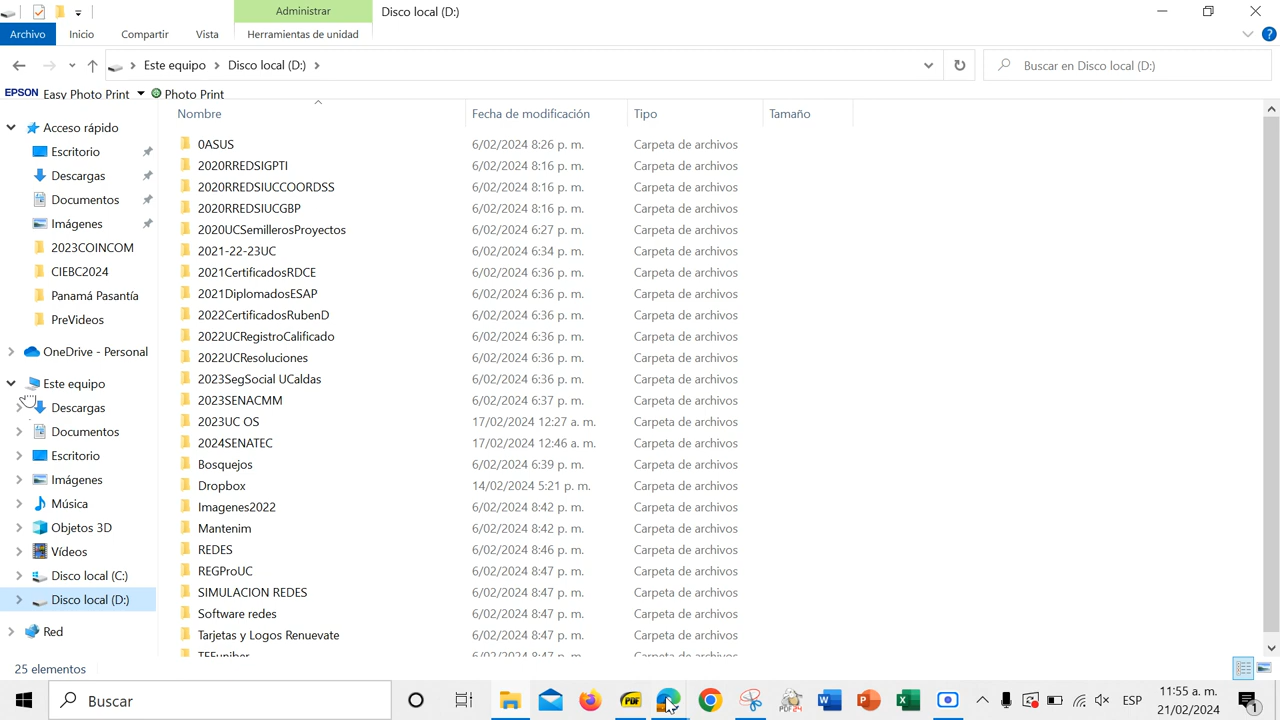 Administrar
Disco local (D:)
Archivo
Inicio
Compartir
Vista
Herramientas de unidad
Este equipo
Disco local (D:)
Buscar en Disco local (D:)
EPSON Easy Photo Print
Photo Print
Nombre
Fecha de modificación
Tipo
Tamaño
Acceso rápido
Escritorio
Descargas
Documentos
Imágenes
2023COINCOM
CIEBC2024
Panamá Pasantía
PreVideos
OneDrive - Personal
Este equipo
Descargas
Documentos
Escritorio
Imágenes
Música
Objetos 3D
Vídeos
Disco local (C:)
Disco local (D:)
Red
0ASUS 6/02/2024 8:26 p. m. Carpeta de archivos
2020RREDSIGPTI 6/02/2024 8:16 p. m. Carpeta de archivos
2020RREDSIUCCOORDSS 6/02/2024 8:16 p. m. Carpeta de archivos
2020RREDSIUCGBP 6/02/2024 8:16 p. m. Carpeta de archivos
2020UCSemillerosProyectos 6/02/2024 6:27 p. m. Carpeta de archivos
2021-22-23UC 6/02/2024 6:34 p. m. Carpeta de archivos
2021CertificadosRDCE 6/02/2024 6:36 p. m. Carpeta de archivos
2021DiplomadosESAP 6/02/2024 6:36 p. m. Carpeta de archivos
2022CertificadosRubenD 6/02/2024 6:36 p. m. Carpeta de archivos
2022UCRegistroCalificado 6/02/2024 6:36 p. m. Carpeta de archivos
2022UCResoluciones 6/02/2024 6:36 p. m. Carpeta de archivos
2023SegSocial UCaldas 6/02/2024 6:36 p. m. Carpeta de archivos
2023SENACMM 6/02/2024 6:37 p. m. Carpeta de archivos
2023UC OS 17/02/2024 12:27 a. m. Carpeta de archivos
2024SENATEC 17/02/2024 12:46 a. m. Carpeta de archivos
Bosquejos 6/02/2024 6:39 p. m. Carpeta de archivos
Dropbox 14/02/2024 5:21 p. m. Carpeta de archivos
Imagenes2022 6/02/2024 8:42 p. m. Carpeta de archivos
Mantenim 6/02/2024 8:42 p. m. Carpeta de archivos
REDES 6/02/2024 8:46 p. m. Carpeta de archivos
REGProUC 6/02/2024 8:47 p. m. Carpeta de archivos
SIMULACION REDES 6/02/2024 8:47 p. m. Carpeta de archivos
Software redes 6/02/2024 8:47 p. m. Carpeta de archivos
Tarjetas y Logos Renuevate 6/02/2024 8:47 p. m. Carpeta de archivos
6/02/2024 8:47 p. m. Carpeta de archivos
25 elementos
Buscar
PDF
PDF24
ESP
11:55 a. m.
21/02/2024
1